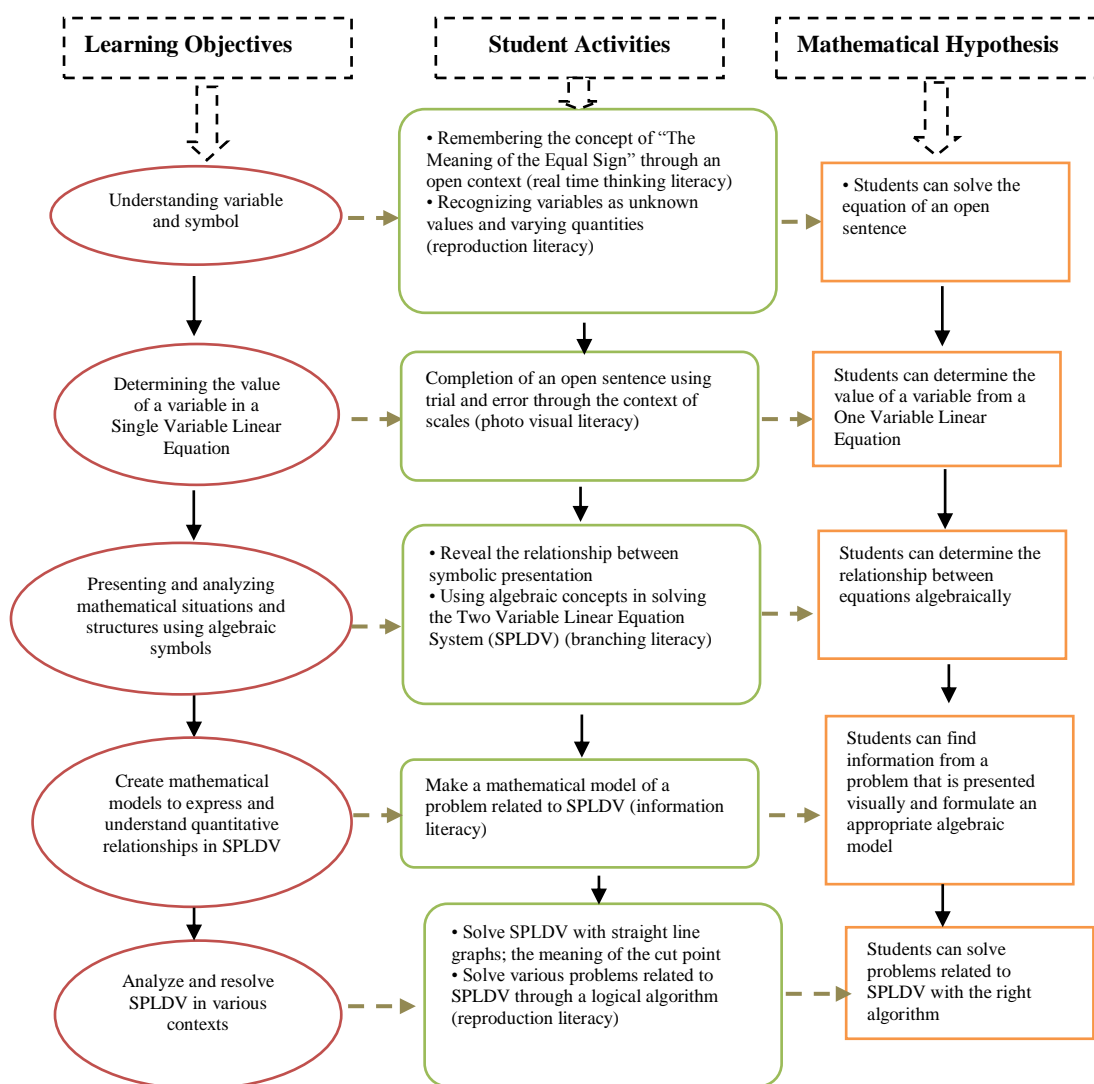 Learning Objectives
Student Activities
Mathematical Hypothesis
Understanding variable
and symbol
• Remembering the concept of “The
Meaning of the Equal Sign” through an
open context (real time thinking literacy)
• Recognizing variables as unknown
values and varying quantities
(reproduction literacy)
• Students can solve the
equation of an open
sentence
Determining the value
of a variable in a
Single Variable Linear
Equation
Completion of an open sentence using
trial and error through the context of
scales (photo visual literacy)
Students can determine the
value of a variable from a
One Variable Linear
Equation
Presenting and analyzing
mathematical situations and
structures using algebraic
symbols
• Reveal the relationship between
symbolic presentation
• Using algebraic concepts in solving
the Two Variable Linear Equation
System (SPLDV) (branching literacy)
Students can determine the
relationship between
equations algebraically
Create mathematical
models to express and
understand quantitative
relationships in SPLDV
Make a mathematical model of a
problem related to SPLDV (information
literacy)
Students can find
information from a
problem that is presented
visually and formulate an
appropriate algebraic
model
Analyze and resolve
SPLDV in various
contexts
• Solve SPLDV with straight line
graphs; the meaning of the cut point
• Solve various problems related to
SPLDV through a logical algorithm
(reproduction literacy)
Students can solve
problems related to
SPLDV with the right
algorithm